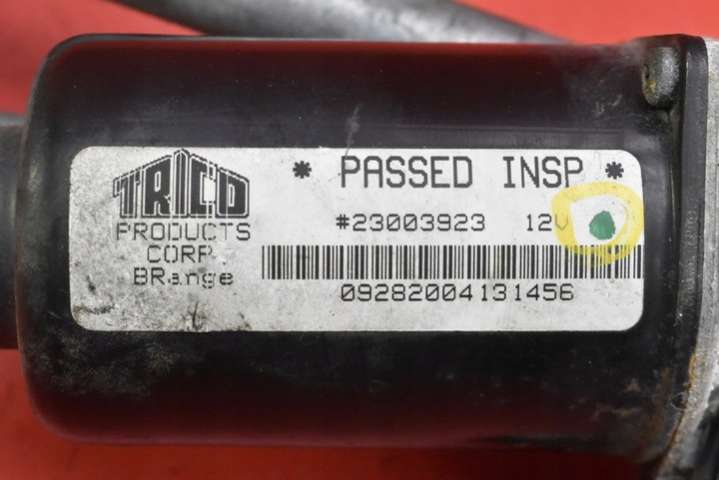 TRICO
PRODUCTS
CORP.
BRange
* PASSED INSP *
#23003923 12V
09282004131456